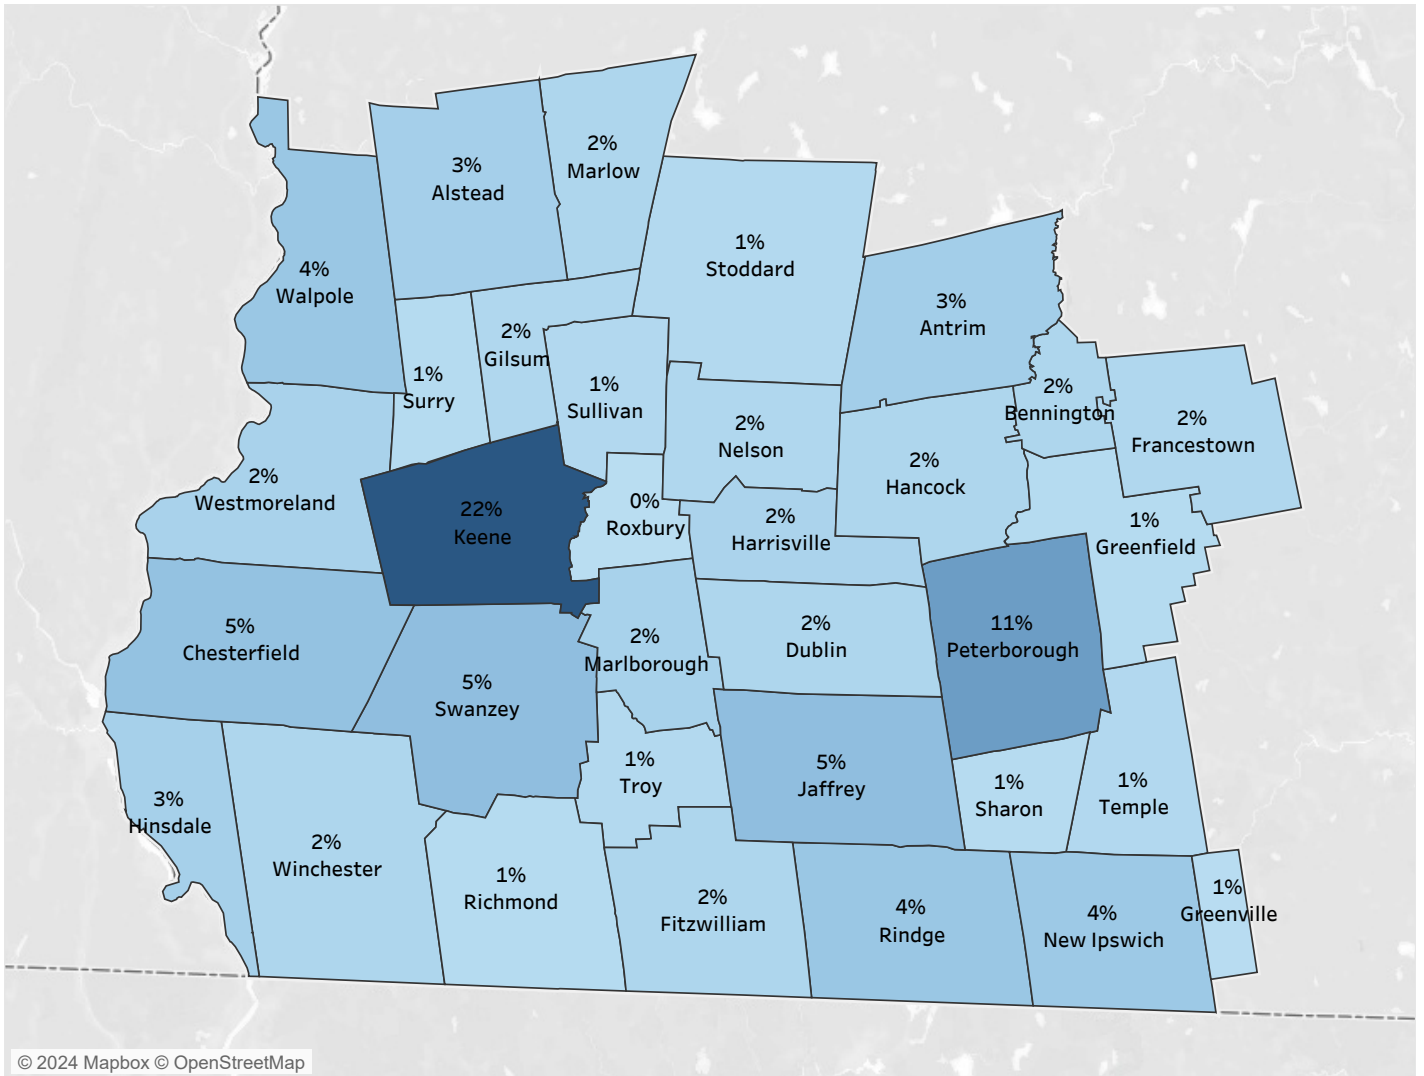 2%
Marlow
3%
Alstead
1%
Stoddard
4%
Walpole
3%
Antrim
2%
Gilsum
1%
Surry
1%
Sullivan
2%
Bennington
2%
Francestown
2%
Nelson
2%
Hancock
2%
Westmoreland
22%
Keene
0%
Roxbury
2%
Harrisville
1%
Greenfield
5%
Chesterfield
2%
Marlborough
2%
Dublin
11%
Peterborough
5%
Swanzey
1%
Troy
5%
Jaffrey
1%
Sharon
1%
Temple
3%
Hinsdale
2%
Winchester
1%
Richmond
2%
Fitzwilliam
4%
Rindge
4%
New Ipswich
1%
Greenville
© 2024 Mapbox © OpenStreetMap